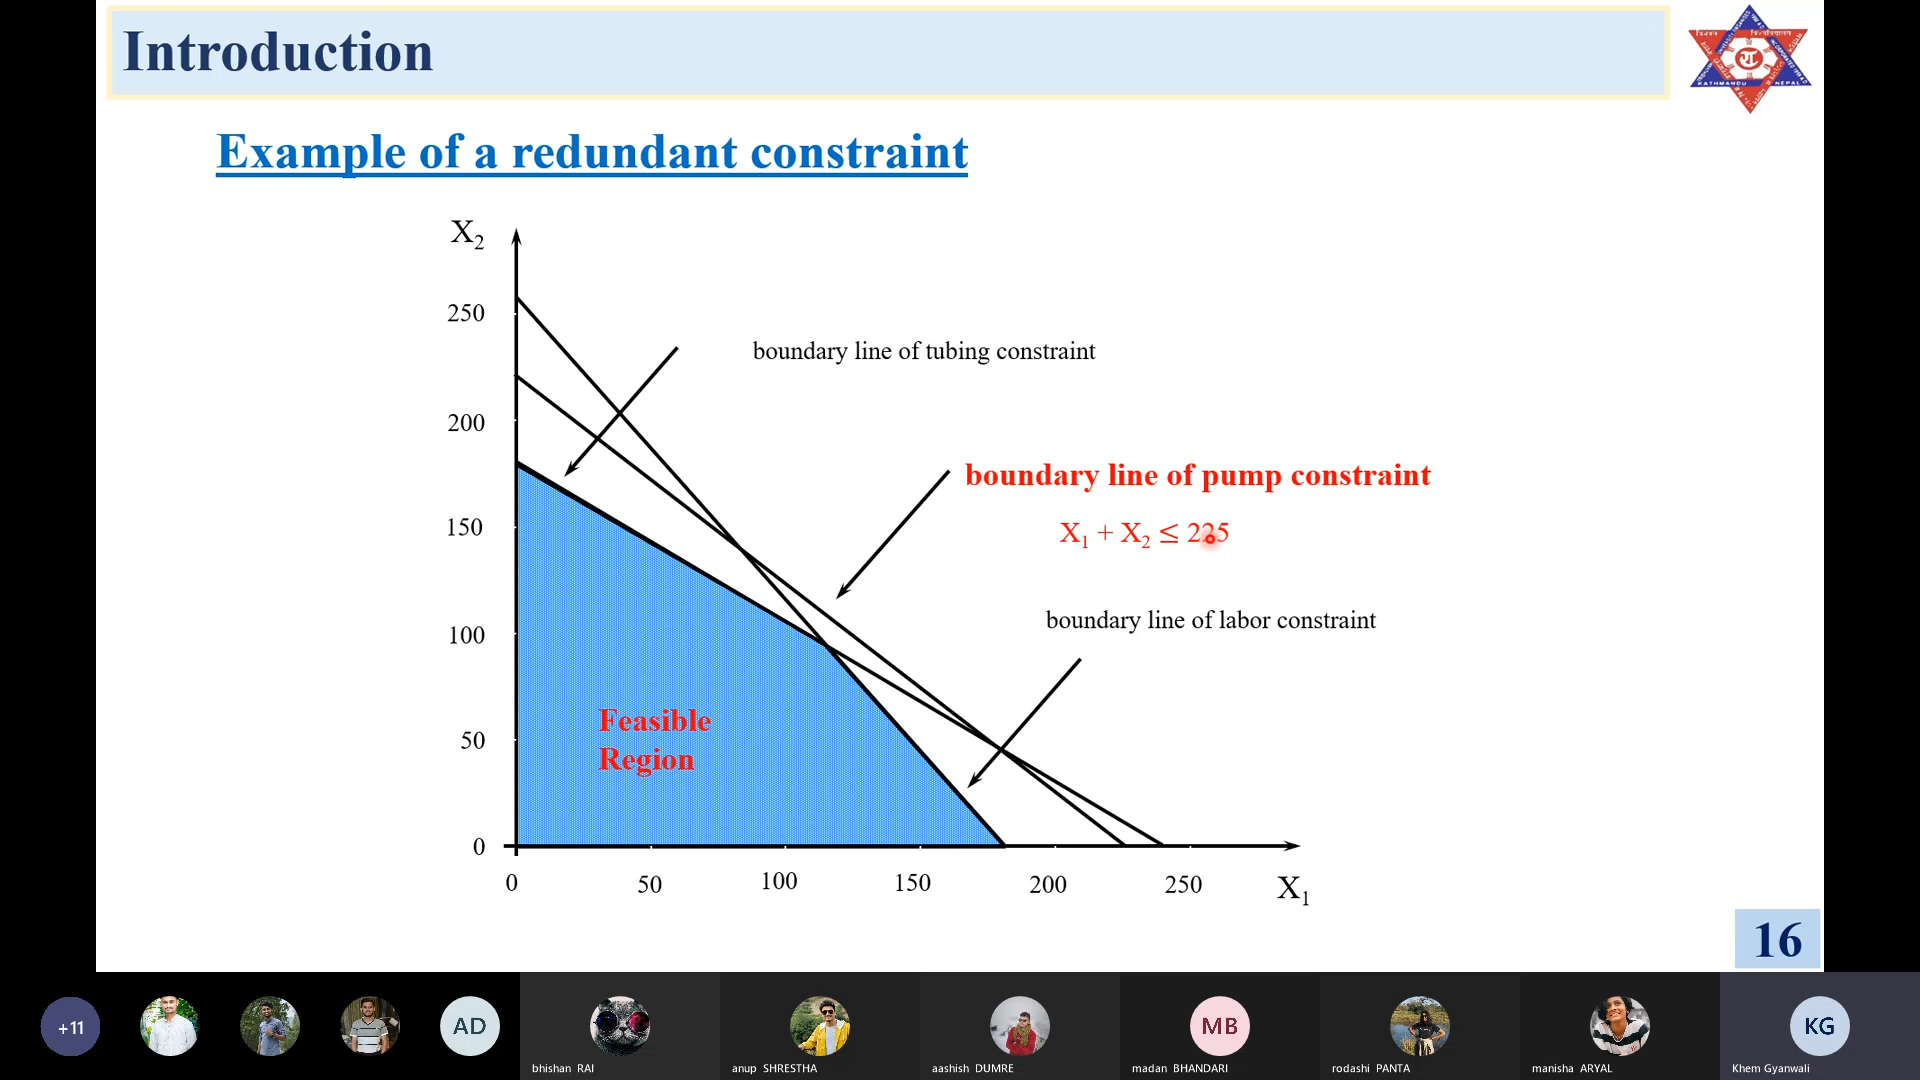 Introduction
KATHMANDU NEPAL
Example of a redundant constraint
X₂
250
boundary line of tubing constraint
200
boundary line of pump constraint
150
X₁ + X₂ ≤ 225
boundary line of labor constraint
100
Feasible
Region
50
0
0 50 100 150 200 250 X₁
16
+11
AD
MB
KG
bhishan RAI
anup SHRESTHA
aashish DUMRE
madan BHANDARI
rodashi PANTA
manisha ARYAL
Khem Gyanwali